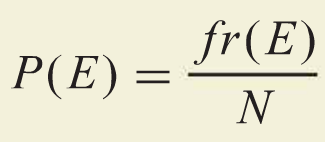 P(E) = fr(E) / N